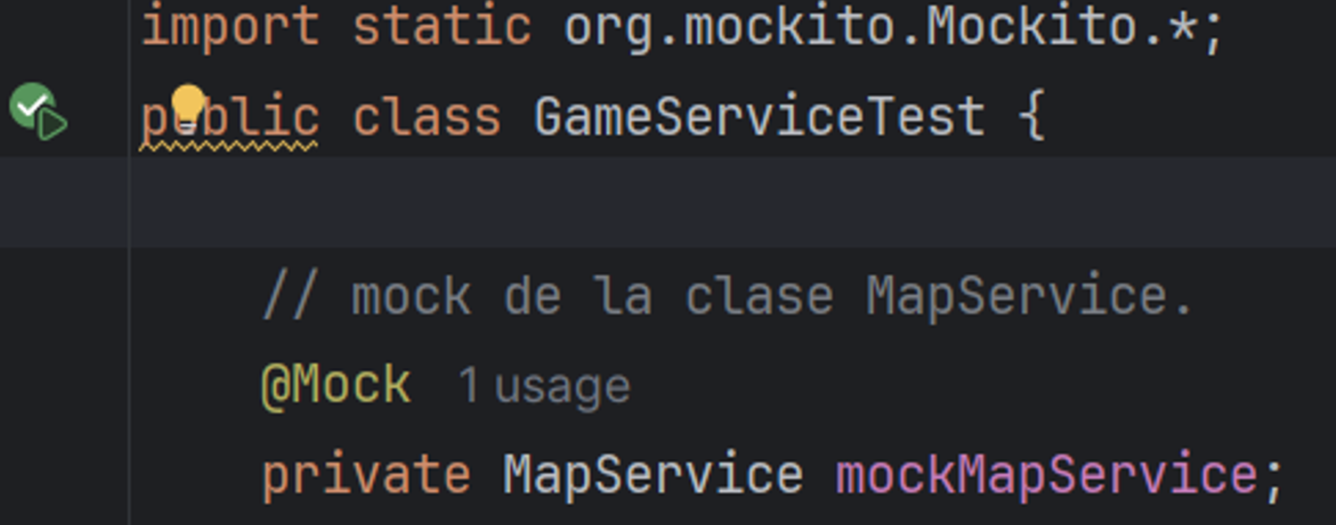 import static org.mockito.Mockito.*;
public class GameServiceTest {
// mock de la clase MapService.
@Mock 1 usage
private MapService mockMapService;